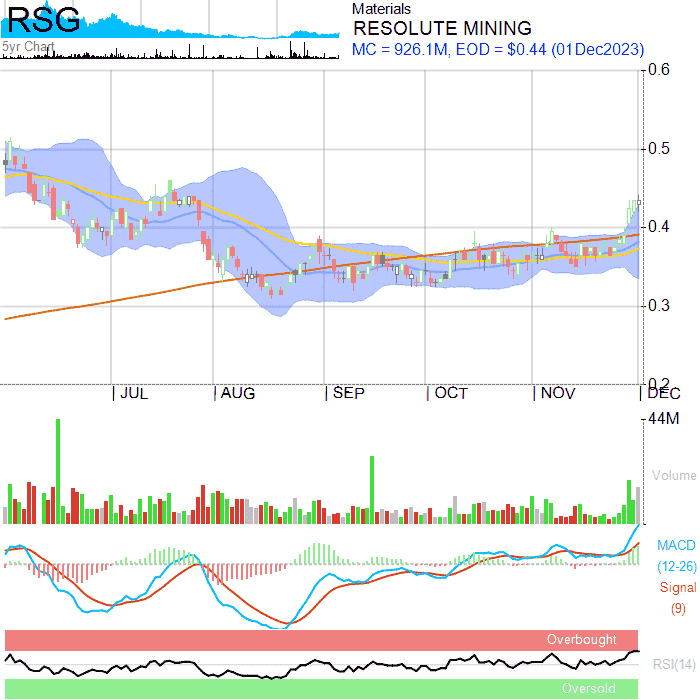 RSG
5yr Chart
Materials
RESOLUTE MINING
MC = 926.1M, EOD = $0.44 (01Dec2023)
0.6
0.5
0.4
0.3
0.2
JUL AUG SEP OCT NOV DEC
44M
Volume
MACD
(12-26)
Signal
(9)
Overbought
RSI(14)
Oversold